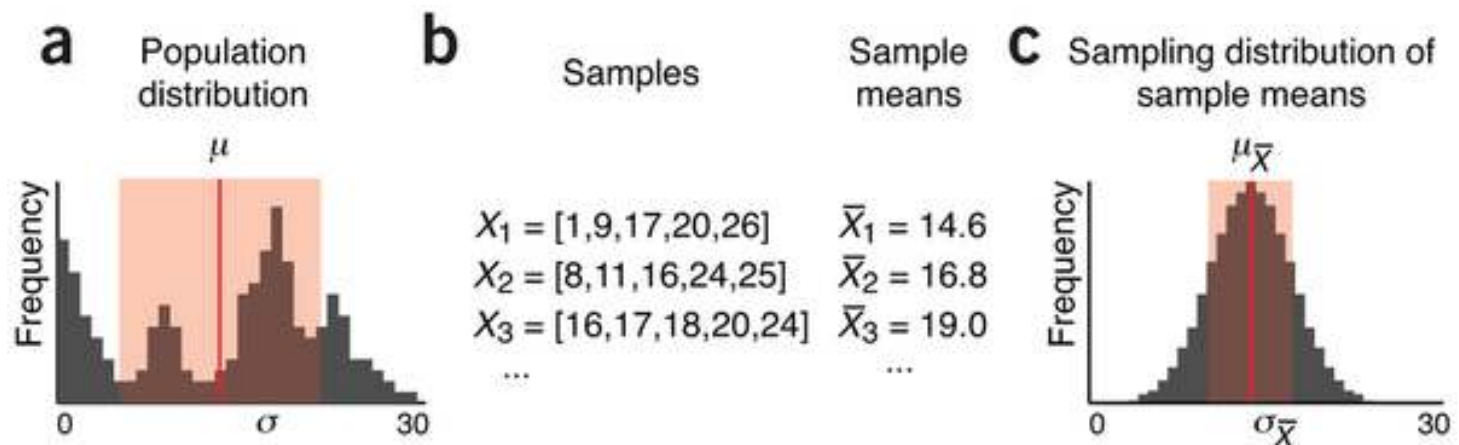 a
Population
distribution
μ
Frequency
0
σ
30
b
Samples
Sample
means
X₁ = [1,9,17,20,26]
X̅₁ = 14.6
X₂ = [8,11,16,24,25]
X̅₂ = 16.8
X₃ = [16,17,18,20,24]
X̅₃ = 19.0
...
...
c
Sampling distribution of
sample means
μX̅
Frequency
0
σX̅
30